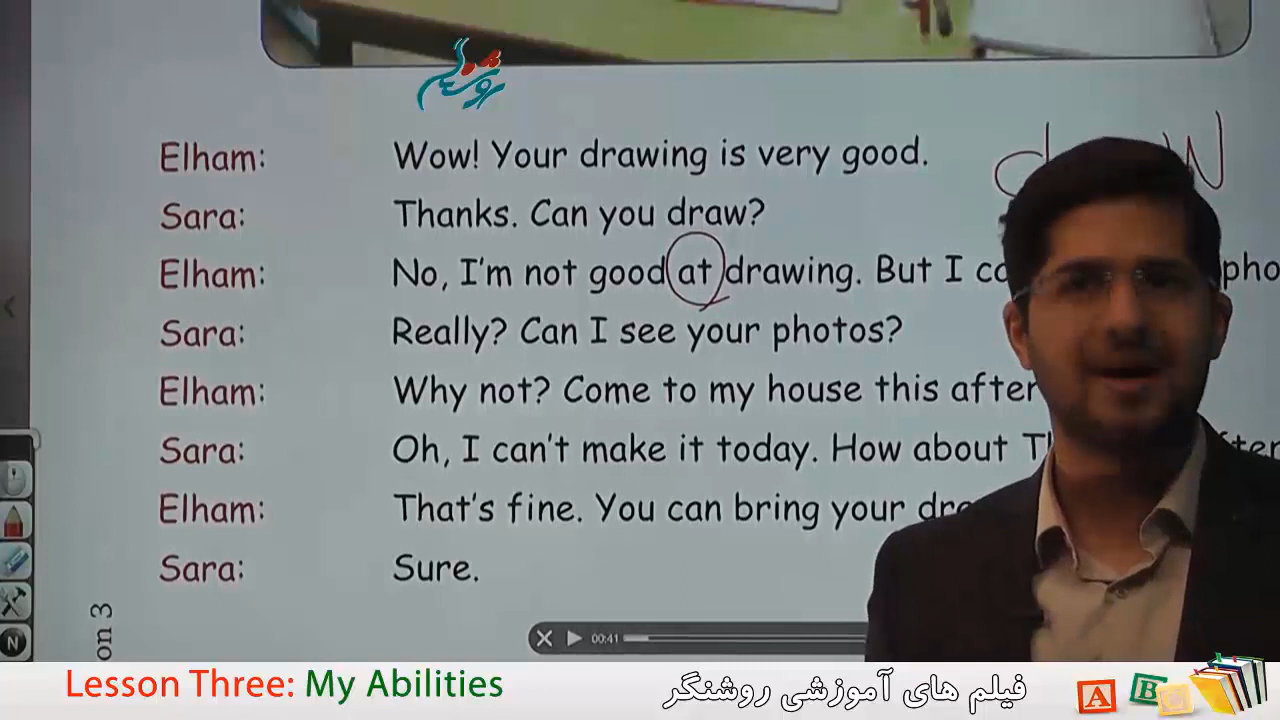 روشنگر
draw
Elham: Wow! Your drawing is very good.
Sara: Thanks. Can you draw?
Elham: No, I'm not good at drawing. But I pho
Sara: Really? Can I see your photos?
Elham: Why not? Come to my house this after
Sara: Oh, I can't make it today. How about
Elham: That's fine. You can bring your
Sara: Sure.
on 3
00:41
N
Lesson Three: My Abilities
فیلم های آموزشی روشنگر
A B C